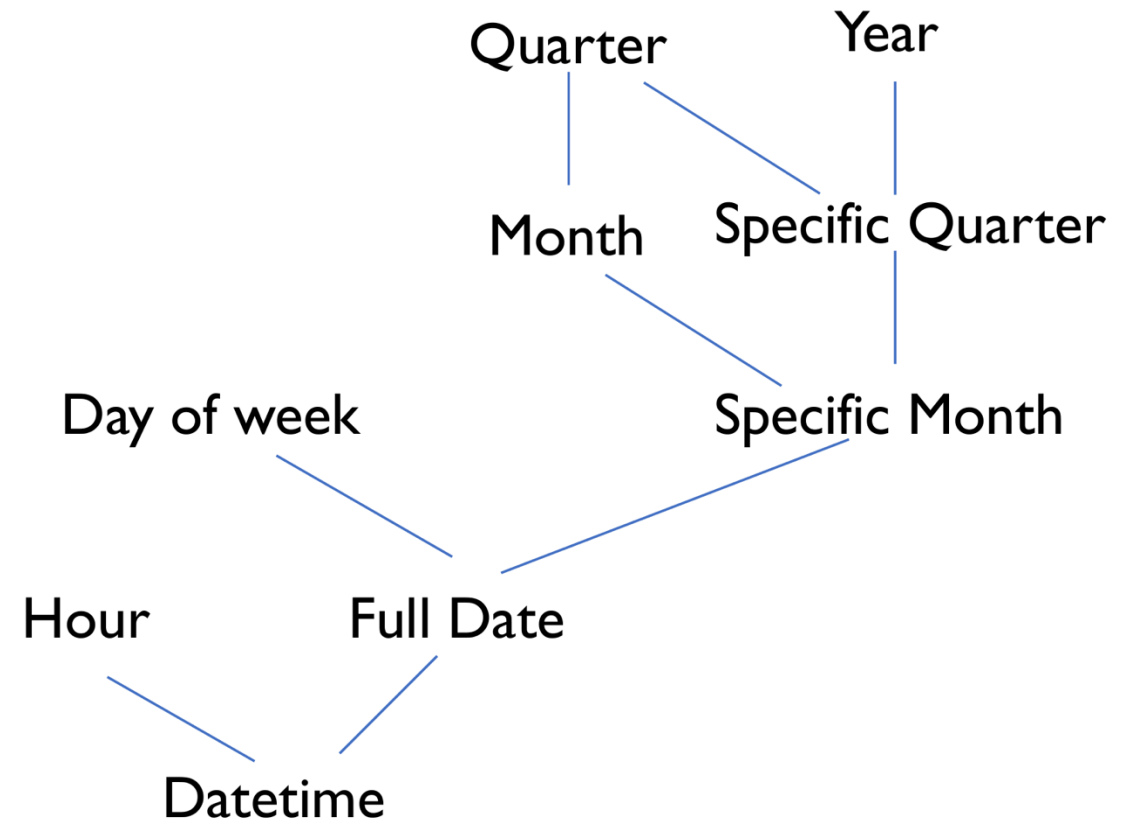 Quarter
Year
Month
Specific Quarter
Day of week
Specific Month
Hour
Full Date
Datetime